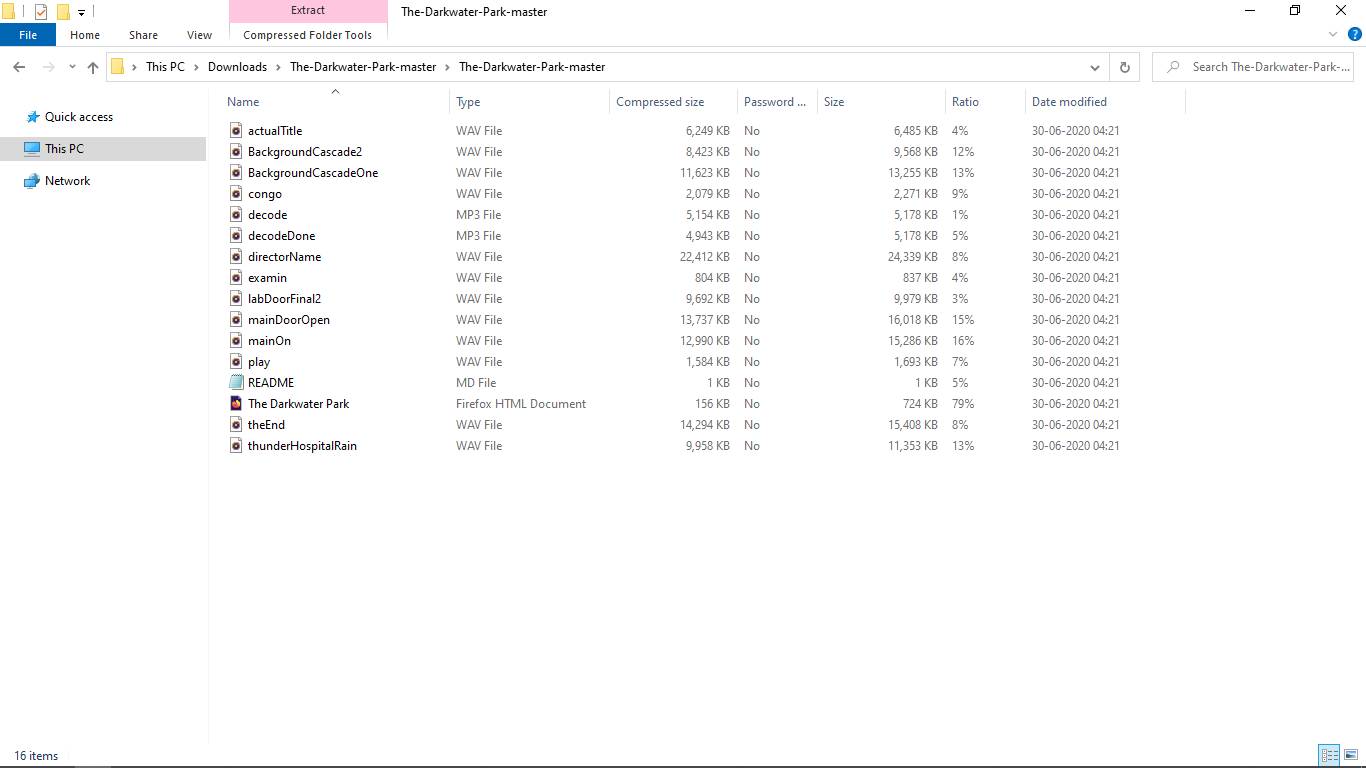 Extract The-Darkwater-Park-master
File Home Share View Compressed Folder Tools ?
This PC Downloads The-Darkwater-Park-master The-Darkwater-Park-master Search The-Darkwater-Park-...
Name Type Compressed size Password ... Size Ratio Date modified
Quick access
This PC
Network
actualTitle WAV File 6,249 KB No 6,485 KB 4% 30-06-2020 04:21
BackgroundCascade2 WAV File 8,423 KB No 9,568 KB 12% 30-06-2020 04:21
BackgroundCascadeOne WAV File 11,623 KB No 13,255 KB 13% 30-06-2020 04:21
congo WAV File 2,079 KB No 2,271 KB 9% 30-06-2020 04:21
decode MP3 File 5,154 KB No 5,178 KB 1% 30-06-2020 04:21
decodeDone MP3 File 4,943 KB No 5,178 KB 5% 30-06-2020 04:21
directorName WAV File 22,412 KB No 24,339 KB 8% 30-06-2020 04:21
examin WAV File 804 KB No 837 KB 4% 30-06-2020 04:21
labDoorFinal2 WAV File 9,692 KB No 9,979 KB 3% 30-06-2020 04:21
mainDoorOpen WAV File 13,737 KB No 16,018 KB 15% 30-06-2020 04:21
mainOn WAV File 12,990 KB No 15,286 KB 16% 30-06-2020 04:21
play WAV File 1,584 KB No 1,693 KB 7% 30-06-2020 04:21
README MD File 1 KB No 1 KB 5% 30-06-2020 04:21
The Darkwater Park Firefox HTML Document 156 KB No 724 KB 79% 30-06-2020 04:21
theEnd WAV File 14,294 KB No 15,408 KB 8% 30-06-2020 04:21
thunderHospitalRain WAV File 9,958 KB No 11,353 KB 13% 30-06-2020 04:21
16 items